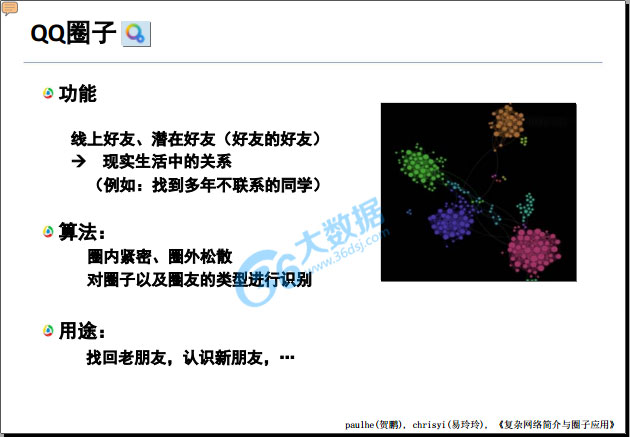 QQ圈子
功能
线上好友、潜在好友（好友的好友）
→ 现实生活中的关系
（例如：找到多年不联系的同学）
算法：
圈内紧密、圈外松散
对圈子以及圈友的类型进行识别
用途：
找回老朋友，认识新朋友，…
36大数据
www.36dsj.com
paulhe(贺鹏), chrisyi(易玲玲), 《复杂网络简介与圈子应用》